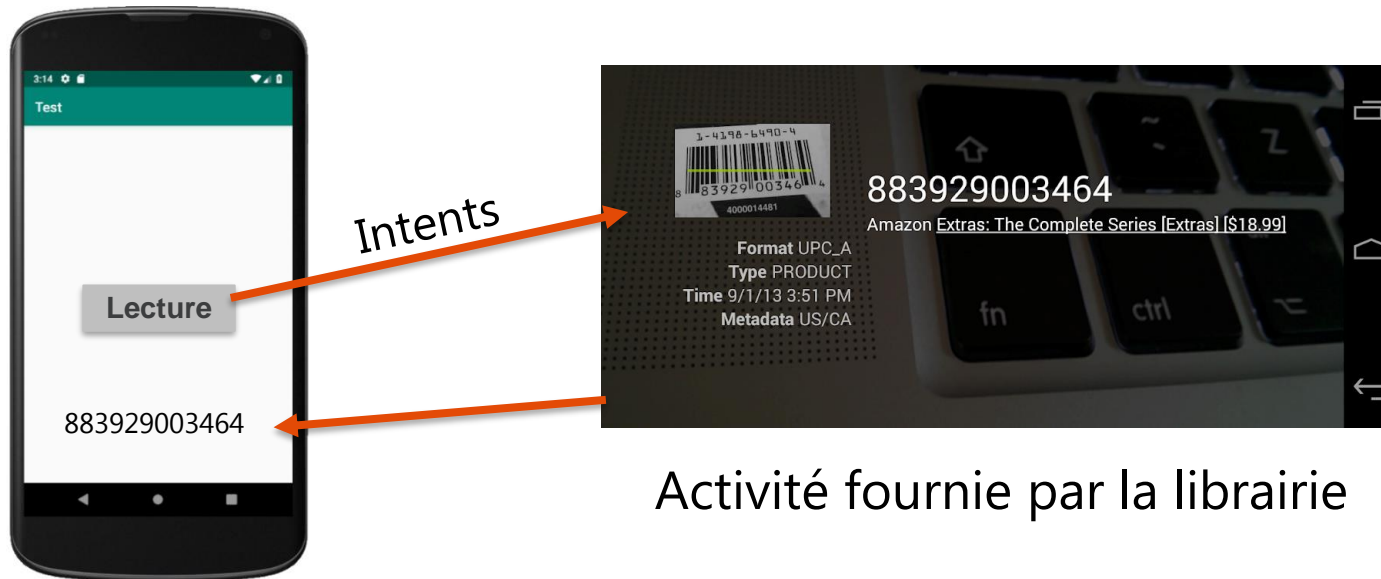 3:14
Test
Lecture
883929003464
Intents
1-4198-6490-4
8 83929 00346 4
4000014481
Format UPC_A
Type PRODUCT
Time 9/1/13 3:51 PM
Metadata US/CA
883929003464
Amazon Extras: The Complete Series [Extras] [$18.99]
~
Z
fn
ctrl
Activité fournie par la librairie